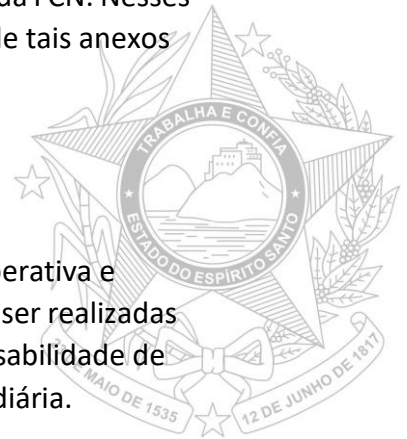 da FCN. Nesses
de tais anexos
TRABALHA E CONFIA
ESTADO DO ESPÍRITO SANTO
perativa e
ser realizadas
sabilidade de
diária.
DE MAIO DE 1535
12 DE JUNHO DE 1817